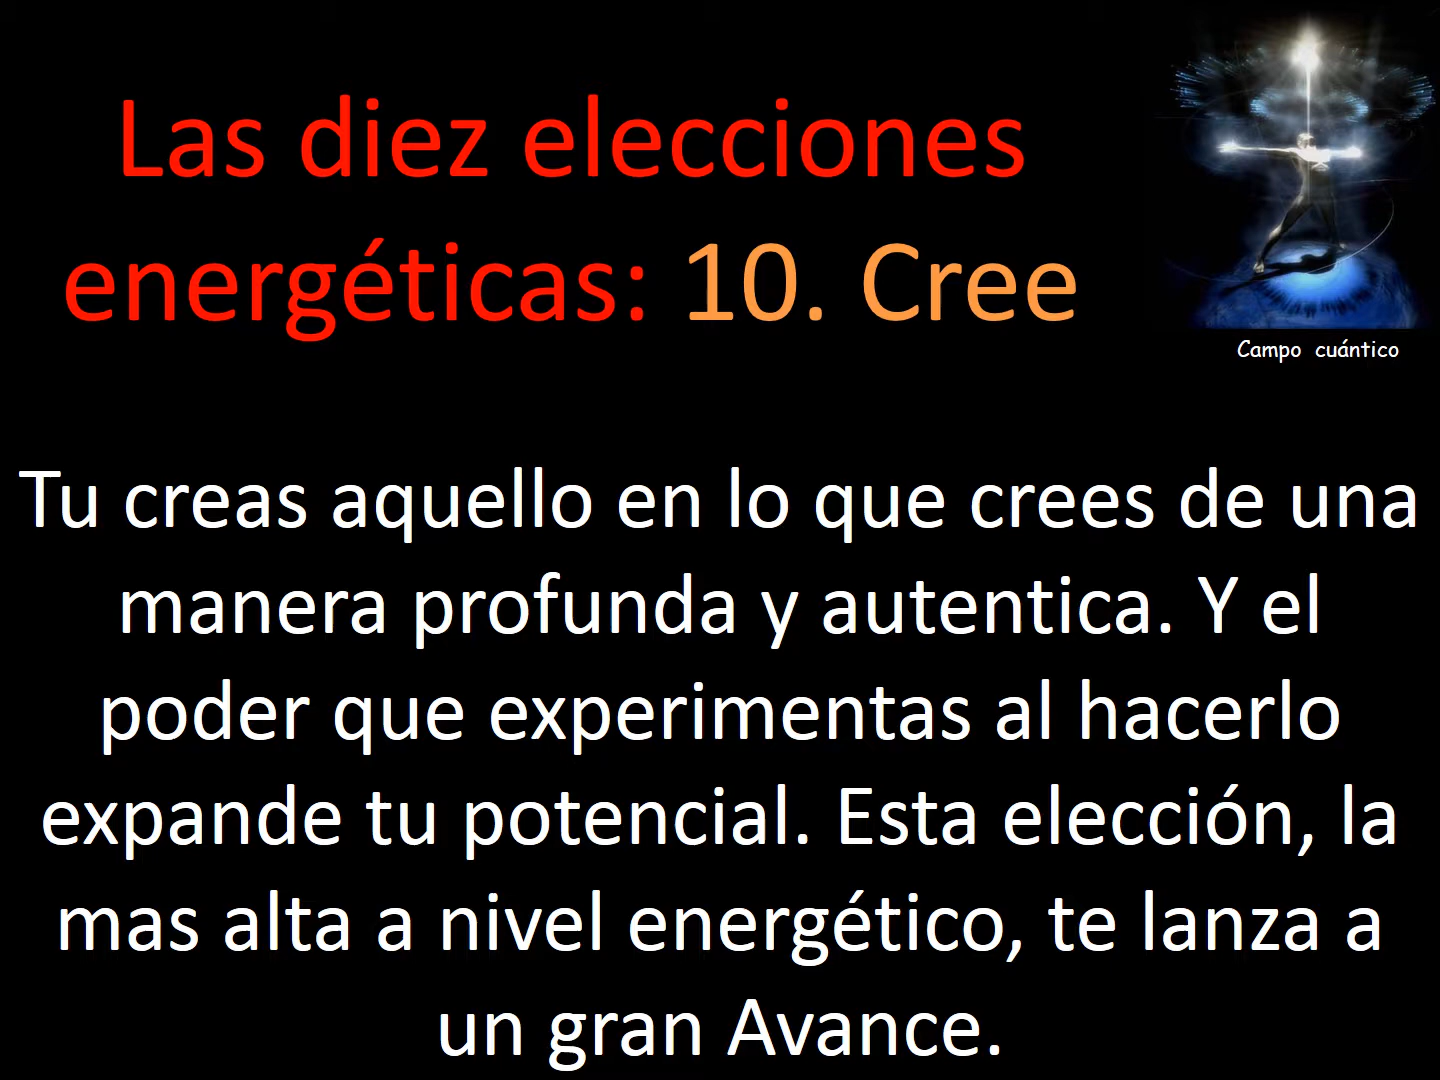 Las diez elecciones
energéticas: 10. Cree
Campo cuántico
Tu creas aquello en lo que crees de una
manera profunda y autentica. Y el
poder que experimentas al hacerlo
expande tu potencial. Esta elección, la
mas alta a nivel energético, te lanza a
un gran Avance.